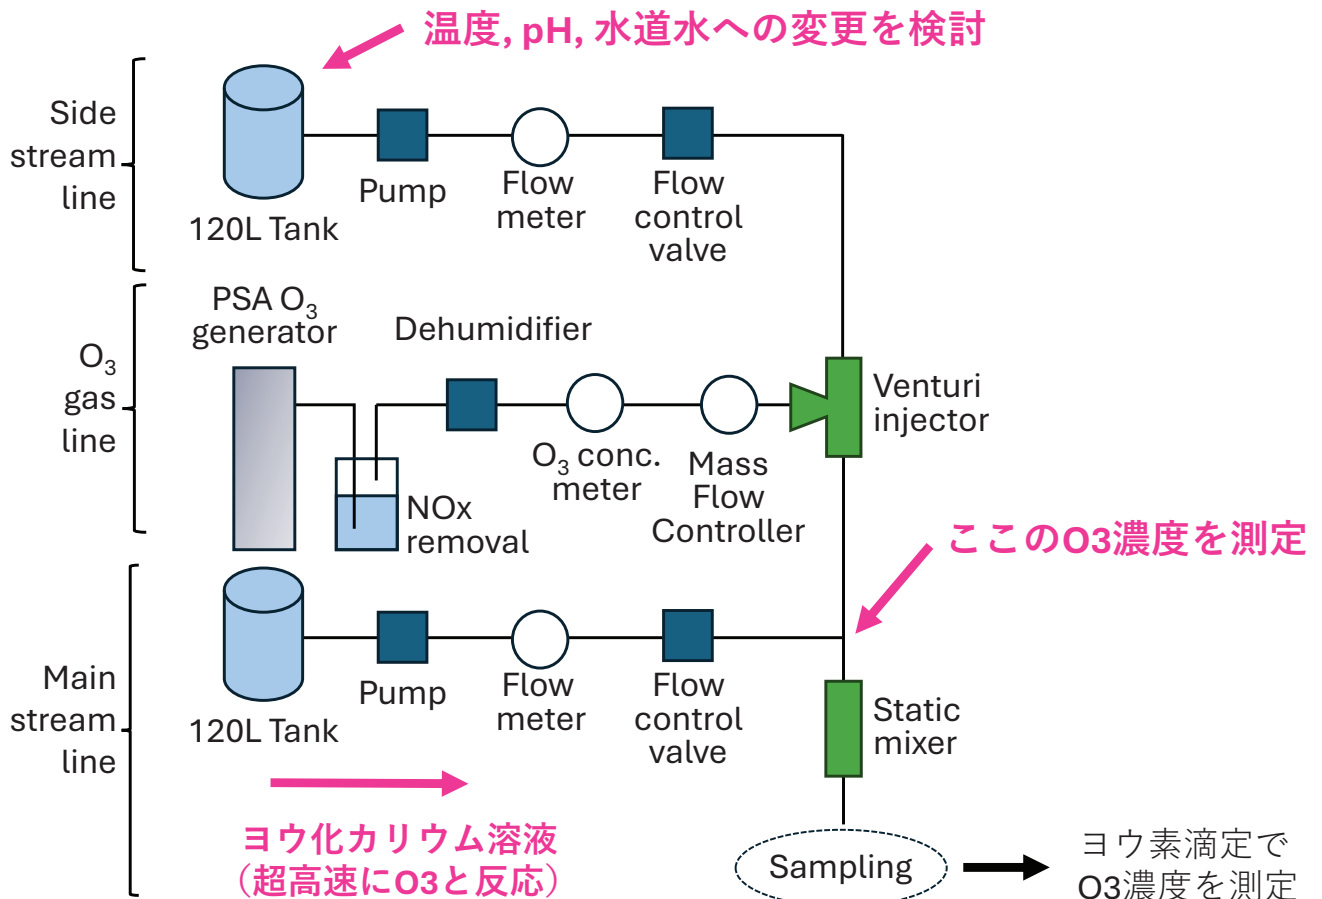 温度, pH, 水道水への変更を検討
Side
stream
line
120L Tank
Pump
Flow
meter
Flow
control
valve
O₃
gas
line
PSA O₃
generator
NOx
removal
Dehumidifier
O₃ conc.
meter
Mass
Flow
Controller
Venturi
injector
ここのO3濃度を測定
Main
stream
line
120L Tank
Pump
Flow
meter
Flow
control
valve
Static
mixer
ヨウ化カリウム溶液
（超高速にO3と反応）
Sampling
ヨウ素滴定で
O3濃度を測定